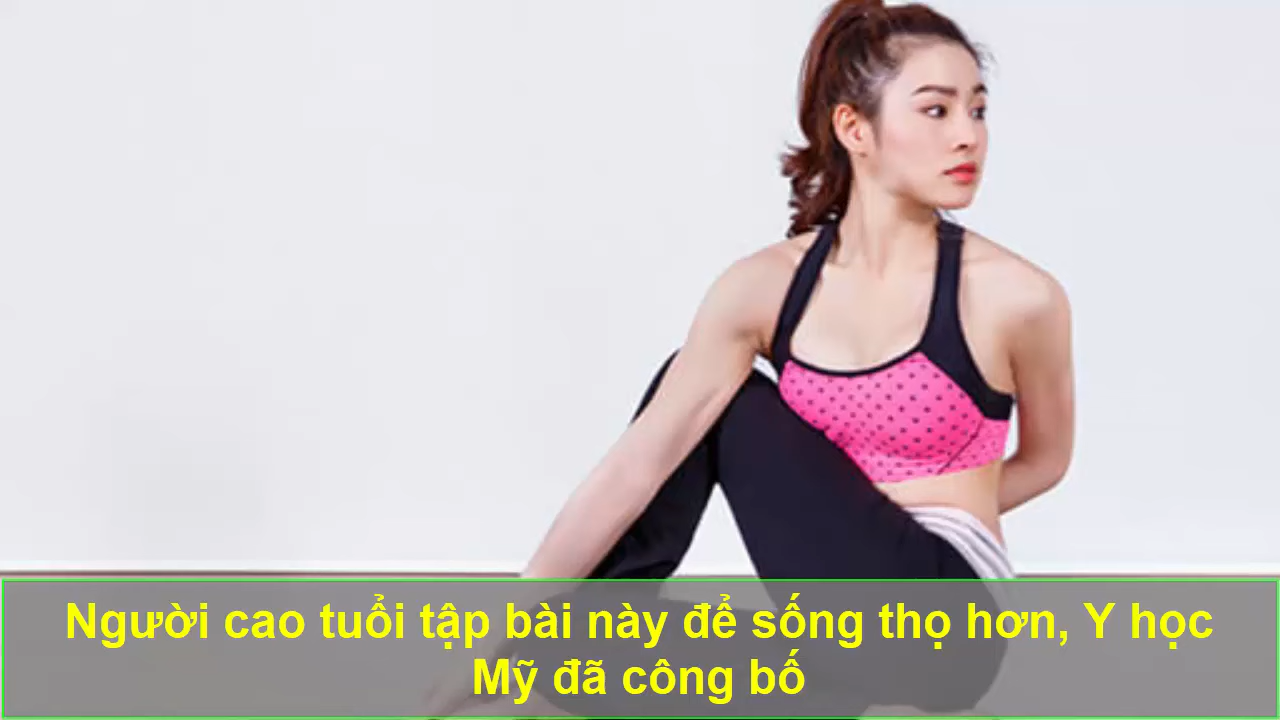 Người cao tuổi tập bài này để sống thọ hơn, Y học
Mỹ đã công bố